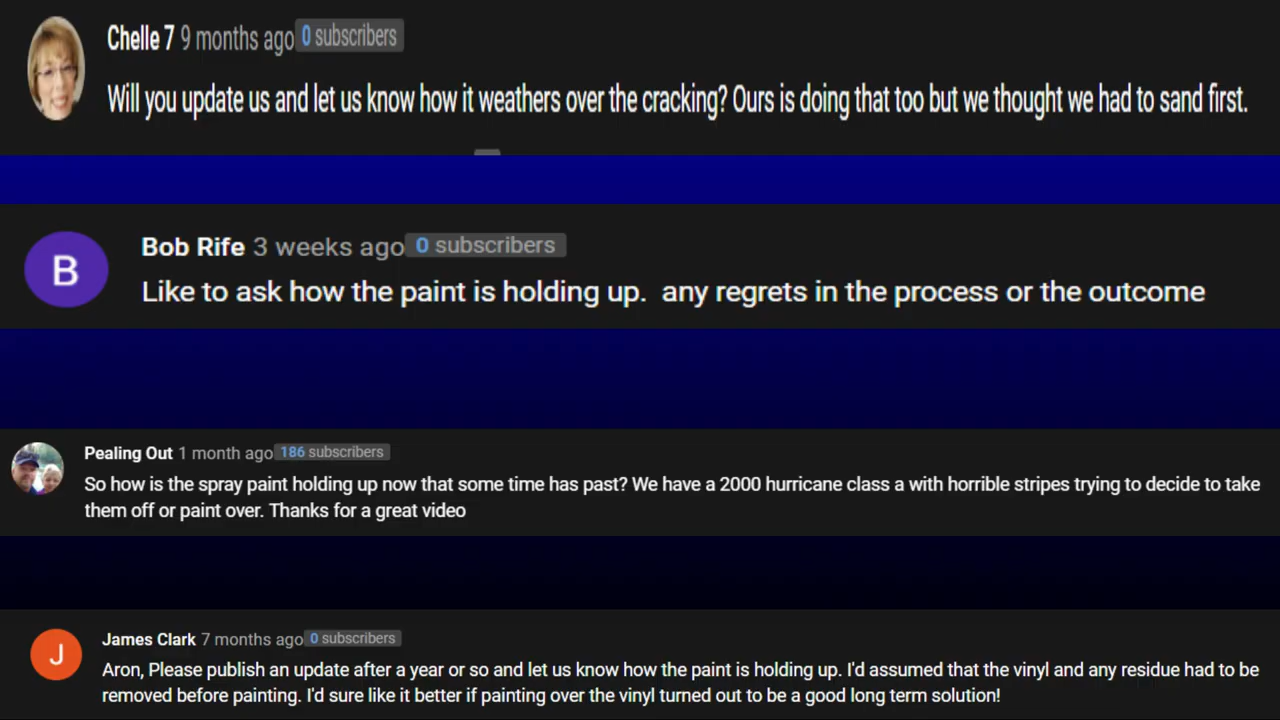 Chelle 7 9 months ago 0 subscribers
Will you update us and let us know how it weathers over the cracking? Ours is doing that too but we thought we had to sand first.
B
Bob Rife 3 weeks ago 0 subscribers
Like to ask how the paint is holding up.  any regrets in the process or the outcome
Pealing Out 1 month ago 186 subscribers
So how is the spray paint holding up now that some time has past? We have a 2000 hurricane class a with horrible stripes trying to decide to take
them off or paint over. Thanks for a great video
J
James Clark 7 months ago 0 subscribers
Aron, Please publish an update after a year or so and let us know how the paint is holding up. I'd assumed that the vinyl and any residue had to be
removed before painting. I'd sure like it better if painting over the vinyl turned out to be a good long term solution!